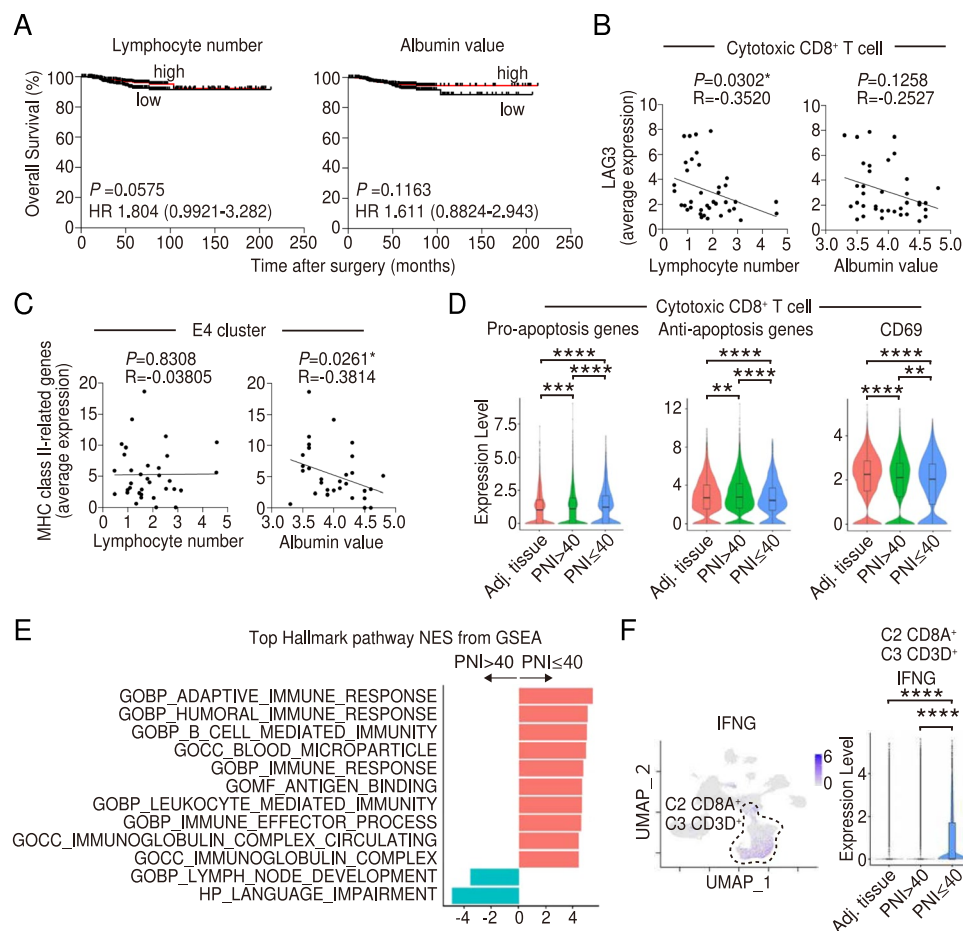 A
Lymphocyte number
high
low
P =0.0575
HR 1.804 (0.9921-3.282)
Albumin value
high
low
P =0.1163
HR 1.611 (0.8824-2.943)
Overall Survival (%)
100
80
60
40
20
0
0 50 100 150 200 250
0 50 100 150 200 250
Time after surgery (months)
B
Cytotoxic CD8+ T cell
P=0.0302*
R=-0.3520
P=0.1258
R=-0.2527
LAG3
(average expression)
10
8
6
4
2
0
0 1 2 3 4 5
Lymphocyte number
10
8
6
4
2
0
3.0 3.5 4.0 4.5 5.0
Albumin value
C
E4 cluster
P=0.8308
R=-0.03805
P=0.0261*
R=-0.3814
MHC class II-related genes
(average expression)
20
15
10
5
0
0 1 2 3 4 5
Lymphocyte number
20
15
10
5
0
3.0 3.5 4.0 4.5 5.0
Albumin value
D
Cytotoxic CD8+ T cell
Pro-apoptosis genes
Anti-apoptosis genes
CD69
****
*** ****
****
** ****
****
**** **
Expression Level
7.5
5.0
2.5
0
12
8
4
0
4
2
0
Adj. tissue
PNI>40
PNI≤40
Adj. tissue
PNI>40
PNI≤40
Adj. tissue
PNI>40
PNI≤40
E
Top Hallmark pathway NES from GSEA
PNI>40 PNI≤40
GOBP_ADAPTIVE_IMMUNE_RESPONSE
GOBP_HUMORAL_IMMUNE_RESPONSE
GOBP_B_CELL_MEDIATED_IMMUNITY
GOCC_BLOOD_MICROPARTICLE
GOBP_IMMUNE_RESPONSE
GOMF_ANTIGEN_BINDING
GOBP_LEUKOCYTE_MEDIATED_IMMUNITY
GOBP_IMMUNE_EFFECTOR_PROCESS
GOCC_IMMUNOGLOBULIN_COMPLEX_CIRCULATING
GOCC_IMMUNOGLOBULIN_COMPLEX
GOBP_LYMPH_NODE_DEVELOPMENT
HP_LANGUAGE_IMPAIRMENT
-4 -2 0 2 4
F
IFNG
6
3
0
C2 CD8A+
C3 CD3D+
UMAP_2
UMAP_1
C2 CD8A+
C3 CD3D+
IFNG
****
****
Expression Level
4
2
0
Adj. tissue
PNI>40
PNI≤40